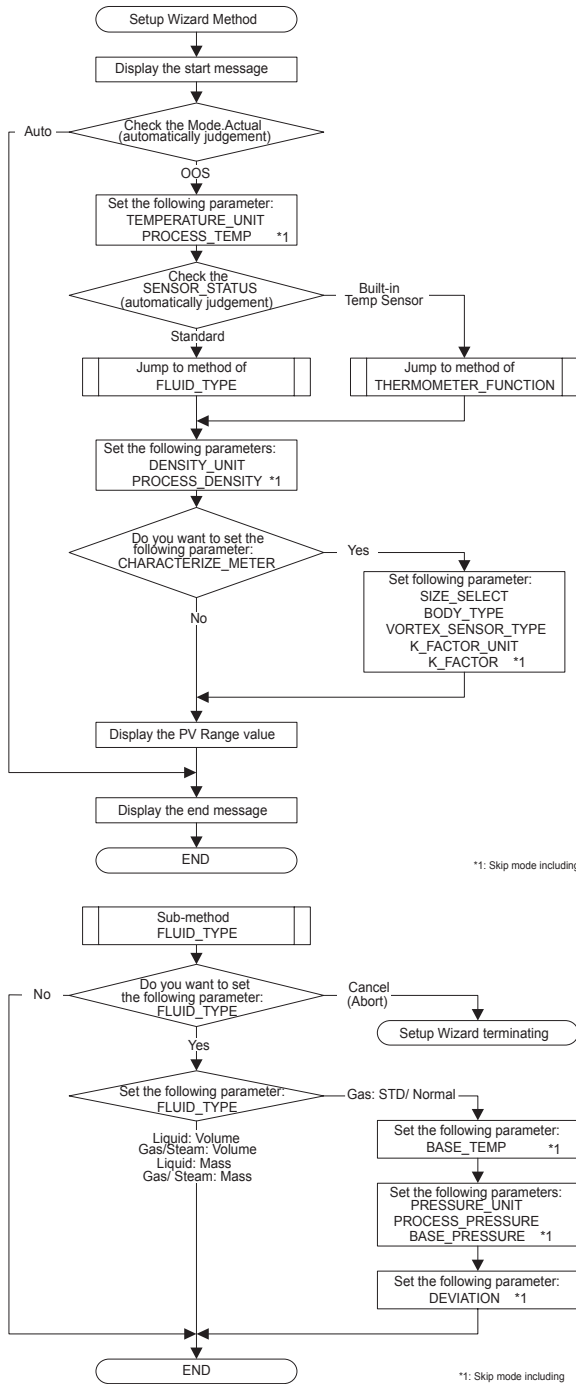 Setup Wizard Method
Display the start message
Check the Mode.Actual
(automatically judgement)
Auto
OOS
Set the following parameter:
TEMPERATURE_UNIT
PROCESS_TEMP *1
Check the
SENSOR_STATUS
(automatically judgement)
Built-in
Temp Sensor
Standard
Jump to method of
FLUID_TYPE
Jump to method of
THERMOMETER_FUNCTION
Set the following parameters:
DENSITY_UNIT
PROCESS_DENSITY *1
Do you want to set the
following parameter:
CHARACTERIZE_METER
Yes
No
Set following parameter:
SIZE_SELECT
BODY_TYPE
VORTEX_SENSOR_TYPE
K_FACTOR_UNIT
K_FACTOR *1
Display the PV Range value
Display the end message
END
*1: Skip mode including
Sub-method
FLUID_TYPE
Do you want to set
the following parameter:
FLUID_TYPE
No
Cancel
(Abort)
Setup Wizard terminating
Yes
Set the following parameter:
FLUID_TYPE
Gas: STD/ Normal
Liquid: Volume
Gas/Steam: Volume
Liquid: Mass
Gas/ Steam: Mass
Set the following parameter:
BASE_TEMP *1
Set the following parameters:
PRESSURE_UNIT
PROCESS_PRESSURE
BASE_PRESSURE *1
Set the following parameter:
DEVIATION *1
END
*1: Skip mode including